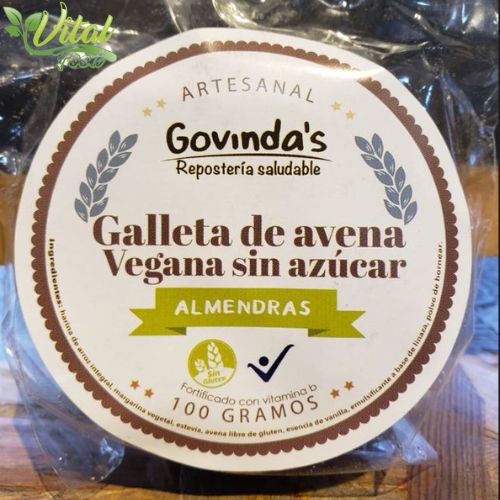 Vital
ARTESANAL
Govinda's
Repostería saludable
Galleta de avena
Vegana sin azúcar
ALMENDRAS
Sin
Gluten
Fortificado con vitamina b
100 GRAMOS
Ingredientes: harina de arroz integral, margarina vegetal, estevia, avena libre de gluten, esencia de vanilla, emulsificante a base de linaza, polvo de hornear.